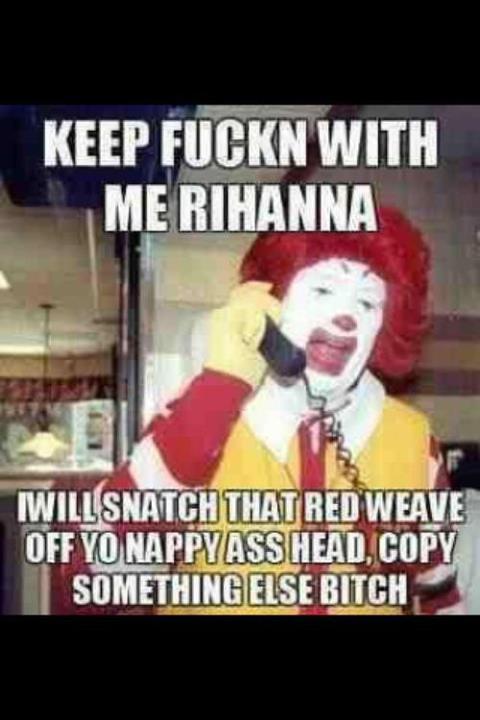 KEEP FUCKN WITH
ME RIHANNA
IWILL SNATCH THAT RED WEAVE
OFF YO NAPPY ASS HEAD, COPY
SOMETHING ELSE BITCH